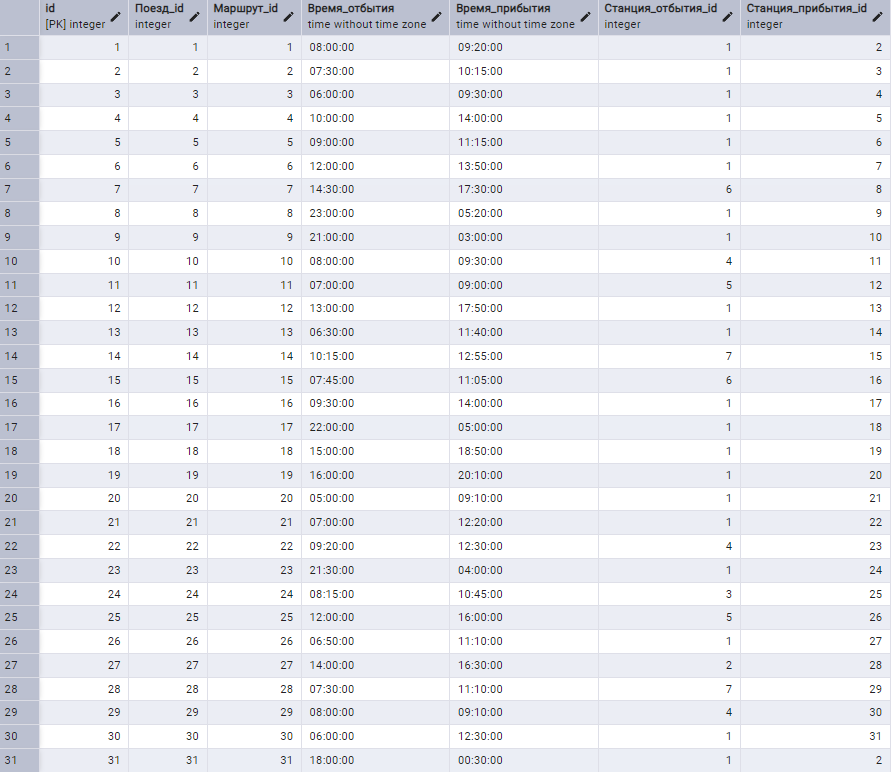 id Поезд_id Маршрут_id Время_отбытия Время_прибытия Станция_отбытия_id Станция_прибытия_id
[PK] integer integer integer time without time zone time without time zone integer integer
1 1 1 1 08:00:00 09:20:00 1 2
2 2 2 2 07:30:00 10:15:00 1 3
3 3 3 3 06:00:00 09:30:00 1 4
4 4 4 4 10:00:00 14:00:00 1 5
5 5 5 5 09:00:00 11:15:00 1 6
6 6 6 6 12:00:00 13:50:00 1 7
7 7 7 7 14:30:00 17:30:00 6 8
8 8 8 8 23:00:00 05:20:00 1 9
9 9 9 9 21:00:00 03:00:00 1 10
10 10 10 10 08:00:00 09:30:00 4 11
11 11 11 11 07:00:00 09:00:00 5 12
12 12 12 12 13:00:00 17:50:00 1 13
13 13 13 13 06:30:00 11:40:00 1 14
14 14 14 14 10:15:00 12:55:00 7 15
15 15 15 15 07:45:00 11:05:00 6 16
16 16 16 16 09:30:00 14:00:00 1 17
17 17 17 17 22:00:00 05:00:00 1 18
18 18 18 18 15:00:00 18:50:00 1 19
19 19 19 19 16:00:00 20:10:00 1 20
20 20 20 20 05:00:00 09:10:00 1 21
21 21 21 21 07:00:00 12:20:00 1 22
22 22 22 22 09:20:00 12:30:00 4 23
23 23 23 23 21:30:00 04:00:00 1 24
24 24 24 24 08:15:00 10:45:00 3 25
25 25 25 25 12:00:00 16:00:00 5 26
26 26 26 26 06:50:00 11:10:00 1 27
27 27 27 27 14:00:00 16:30:00 2 28
28 28 28 28 07:30:00 11:10:00 7 29
29 29 29 29 08:00:00 09:10:00 4 30
30 30 30 30 06:00:00 12:30:00 1 31
31 31 31 31 18:00:00 00:30:00 1 2